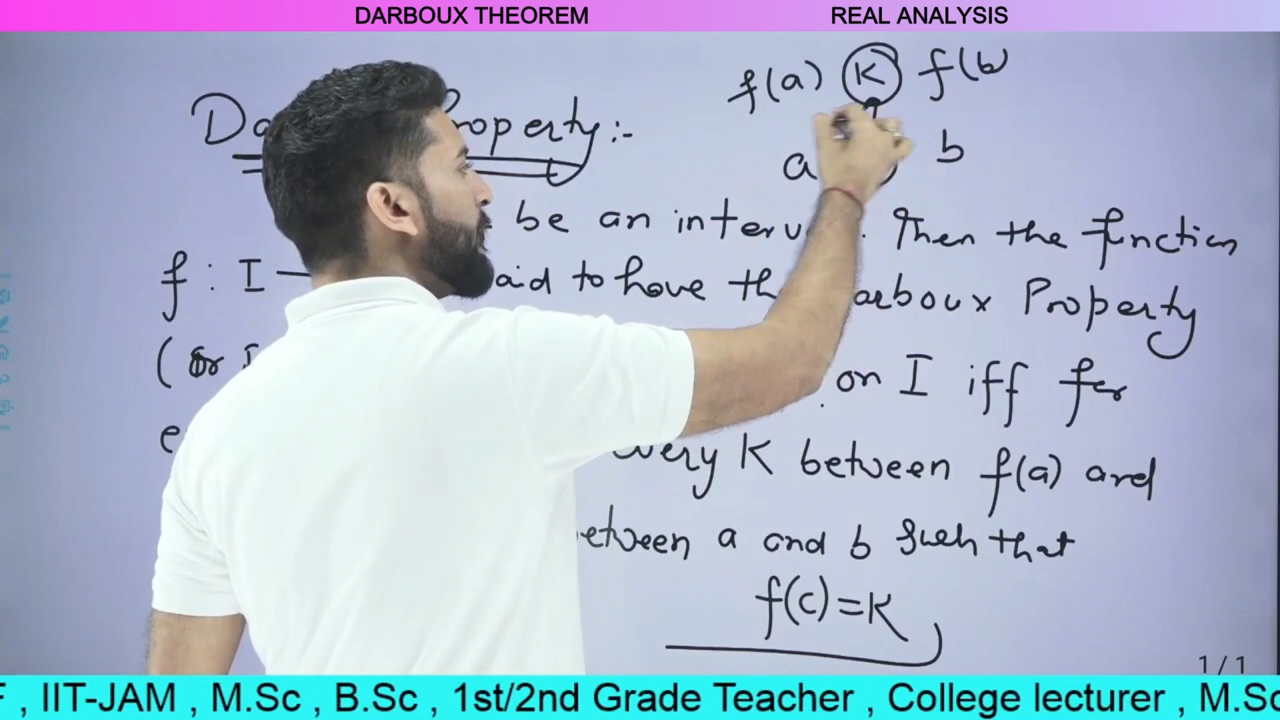 DARBOUX THEOREM REAL ANALYSIS
f(a) K f(b
a b
Property:-
be an interv Then the function
f : I — aid to have th arboux Property
(or I
on I iff for
e very K between f(a) and
etween a and b such that
f(c)=K
1/1
F , IIT-JAM , M.Sc , B.Sc , 1st/2nd Grade Teacher , College lecturer , M.Sc